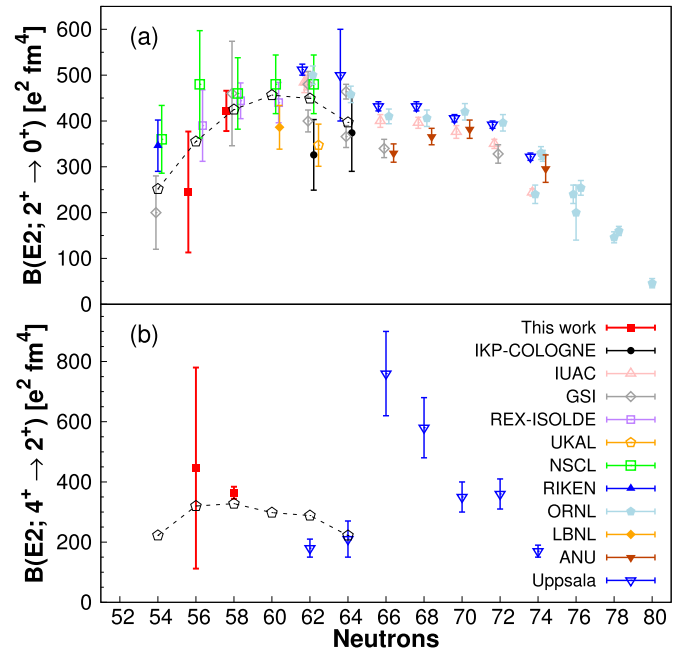 (a)
B(E2; 2⁺ → 0⁺) [e² fm⁴]
600
500
400
300
200
100
0
(b)
B(E2; 4⁺ → 2⁺) [e² fm⁴]
800
600
400
200
0
This work
IKP-COLOGNE
IUAC
GSI
REX-ISOLDE
UKAL
NSCL
RIKEN
ORNL
LBNL
ANU
Uppsala
52 54 56 58 60 62 64 66 68 70 72 74 76 78 80
Neutrons